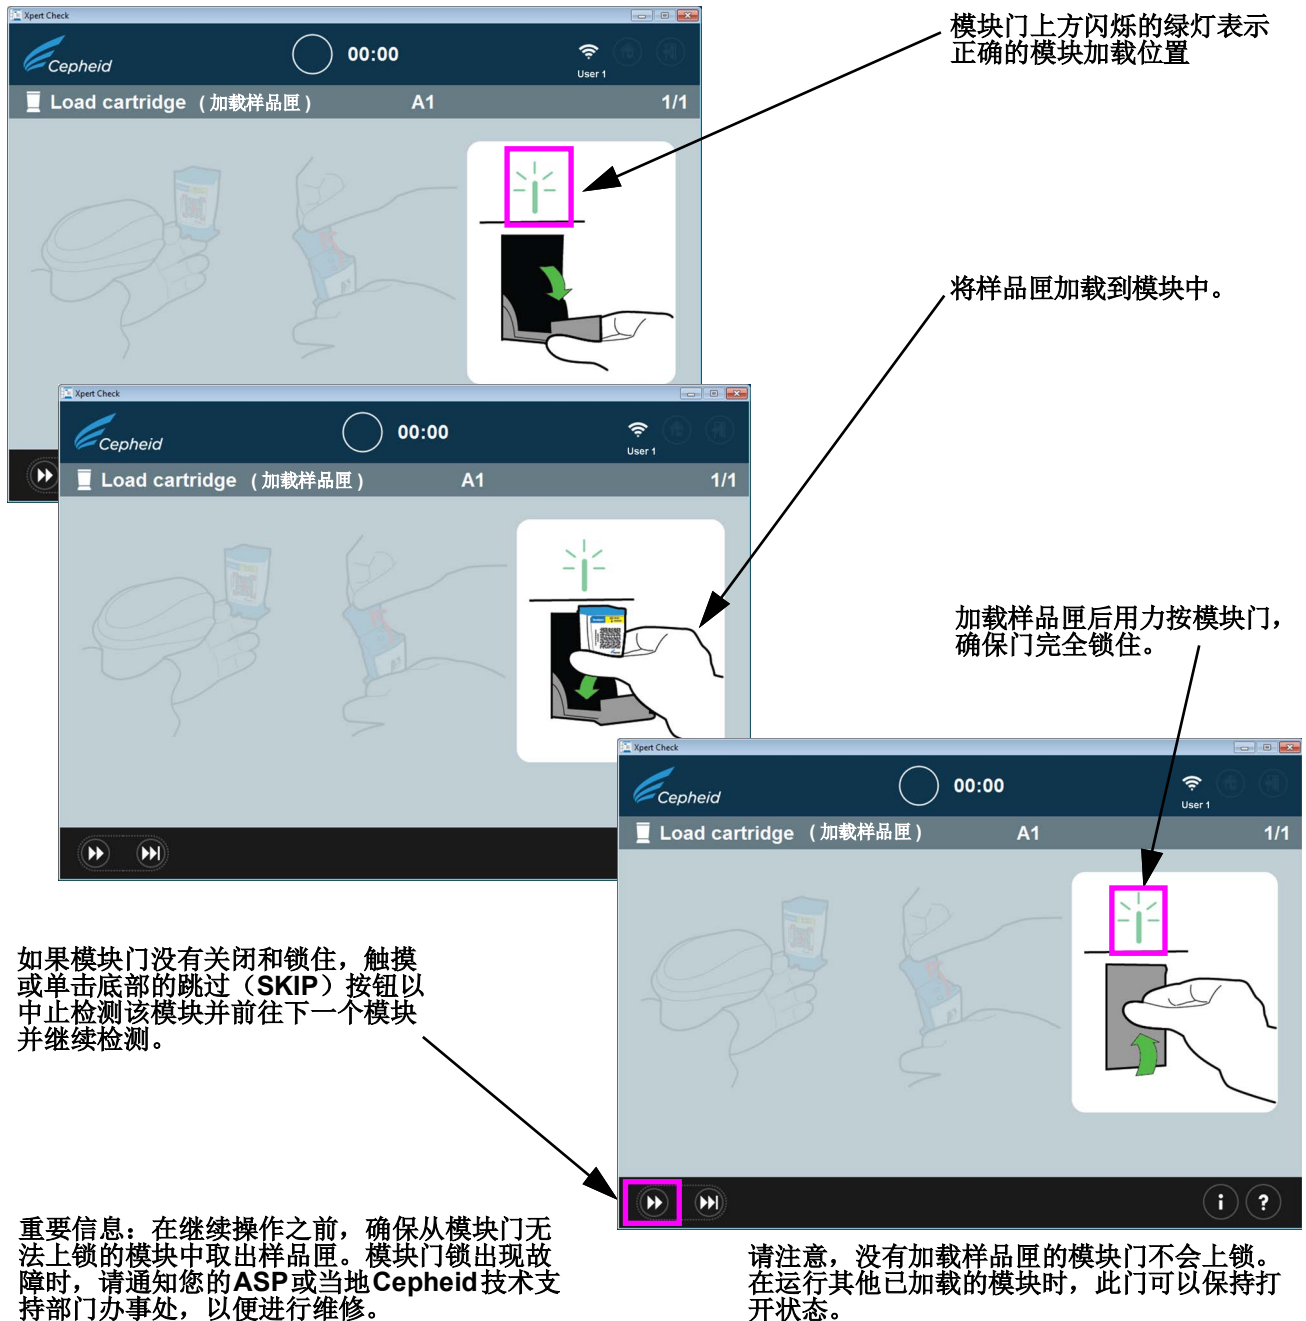 Xpert Check
Cepheid
00:00
User 1
Load cartridge （加载样品匣） A1 1/1
模块门上方闪烁的绿灯表示
正确的模块加载位置
将样品匣加载到模块中。
Xpert Check
Cepheid
00:00
User 1
Load cartridge （加载样品匣） A1 1/1
加载样品匣后用力按模块门，
确保门完全锁住。
Xpert Check
Cepheid
00:00
User 1
Load cartridge （加载样品匣） A1 1/1
如果模块门没有关闭和锁住，触摸
或单击底部的跳过（SKIP）按钮以
中止检测该模块并前往下一个模块
并继续检测。
i ?
重要信息：在继续操作之前，确保从模块门无
法上锁的模块中取出样品匣。模块门锁出现故
障时，请通知您的ASP或当地Cepheid技术支
持部门办事处，以便进行维修。
请注意，没有加载样品匣的模块门不会上锁。
在运行其他已加载的模块时，此门可以保持打
开状态。